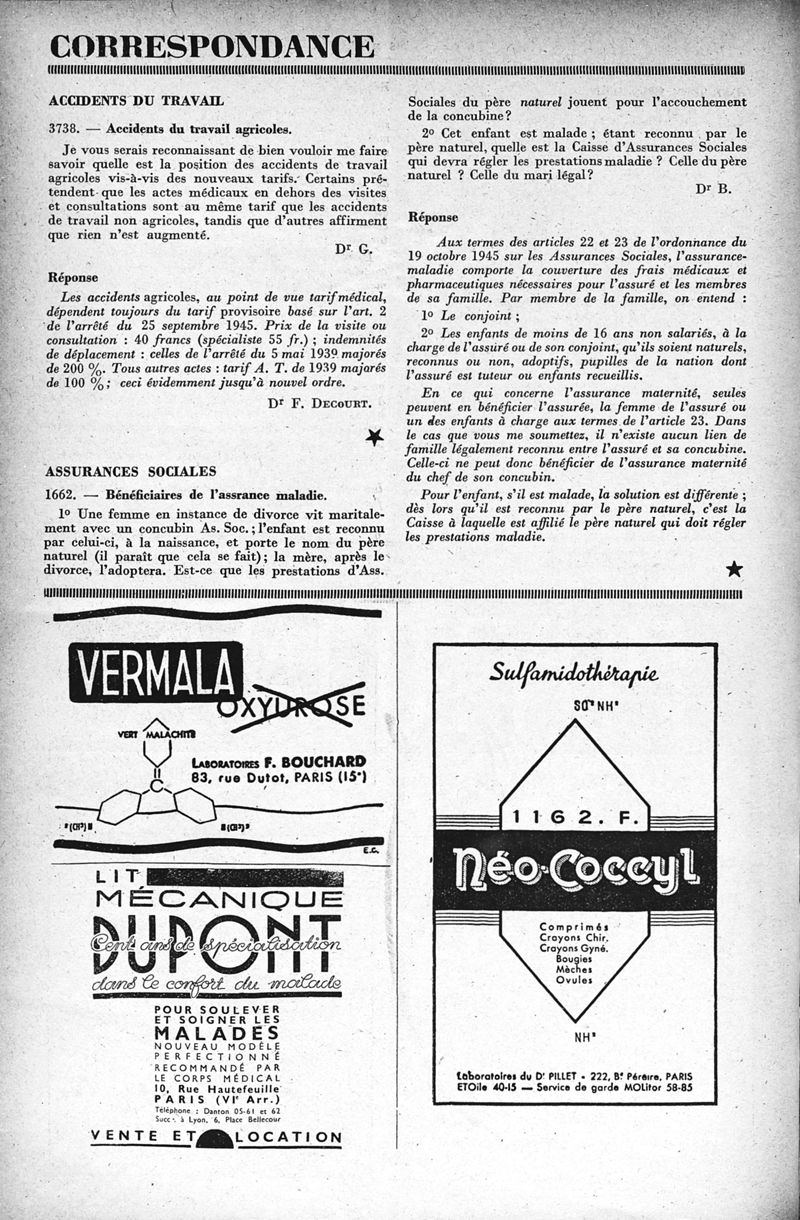 CORRESPONDANCE
ACCIDENTS DU TRAVAIL
3738. — Accidents du travail agricoles.
Je vous serais reconnaissant de bien vouloir me faire
savoir quelle est la position des accidents de travail
agricoles vis-à-vis des nouveaux tarifs. Certains pré-
tendent que les actes médicaux en dehors des visites
et consultations sont au même tarif que les accidents
de travail non agricoles, tandis que d'autres affirment
que rien n'est augmenté.
Dr G.
Réponse
Les accidents agricoles, au point de vue tarif médical,
dépendent toujours du tarif provisoire basé sur l'art. 2
de l'arrêté du 25 septembre 1945. Prix de la visite ou
consultation : 40 francs (spécialiste 55 fr.) ; indemnités
de déplacement : celles de l'arrêté du 5 mai 1939 majorés
de 200 %. Tous autres actes : tarif A. T. de 1939 majorés
de 100 % ; ceci évidemment jusqu'à nouvel ordre.
Dr F. DECOURT.
ASSURANCES SOCIALES
1662. — Bénéficiaires de l'assrance maladie.
1º Une femme en instance de divorce vit maritale-
ment avec un concubin As. Soc. ; l'enfant est reconnu
par celui-ci, à la naissance, et porte le nom du père
naturel (il paraît que cela se fait) ; la mère, après le
divorce, l'adoptera. Est-ce que les prestations d'Ass.
Sociales du père naturel jouent pour l'accouchement
de la concubine ?
2º Cet enfant est malade ; étant reconnu par le
père naturel, quelle est la Caisse d'Assurances Sociales
qui devra régler les prestations maladie ? Celle du père
naturel ? Celle du mari légal ?
Dr B.
Réponse
Aux termes des articles 22 et 23 de l'ordonnance du
19 octobre 1945 sur les Assurances Sociales, l'assurance-
maladie comporte la couverture des frais médicaux et
pharmaceutiques nécessaires pour l'assuré et les membres
de sa famille. Par membre de la famille, on entend :
1º Le conjoint ;
2º Les enfants de moins de 16 ans non salariés, à la
charge de l'assuré ou de son conjoint, qu'ils soient naturels,
reconnus ou non, adoptifs, pupilles de la nation dont
l'assuré est tuteur ou enfants recueillis.
En ce qui concerne l'assurance maternité, seules
peuvent en bénéficier l'assurée, la femme de l'assuré ou
un des enfants à charge aux termes de l'article 23. Dans
le cas que vous me soumettez, il n'existe aucun lien de
famille légalement reconnu entre l'assuré et sa concubine.
Celle-ci ne peut donc bénéficier de l'assurance maternité
du chef de son concubin.
Pour l'enfant, s'il est malade, la solution est différente ;
dès lors qu'il est reconnu par le père naturel, c'est la
Caisse à laquelle est affilié le père naturel qui doit régler
les prestations maladie.
VERMALA
OXYUROSE
VERT MALACHITE
LABORATOIRES F. BOUCHARD
83, rue Dutot, PARIS (15e)
C
E.C.
LIT
MÉCANIQUE
DUPONT
Cent ans de spécialisation
dans le confort du malade
POUR SOULEVER
ET SOIGNER LES
MALADES
NOUVEAU MODÈLE
PERFECTIONNÉ
RECOMMANDÉ PAR
LE CORPS MÉDICAL
10, Rue Hautefeuille
PARIS (VIe Arr.)
Téléphone : Danton 05-61 et 62
Succ. à Lyon, 6, Place Bellecour
VENTE ET LOCATION
Sulfamidothérapie
SO² NH²
1162. F.
Néo-Coccyl
Comprimés
Crayons Chir.
Crayons Gyné.
Bougies
Mèches
Ovules
NH²
Laboratoires du Dr PILLET - 222, Bd Péreire, PARIS
ETOile 40-15 — Service de garde MOLitor 58-85